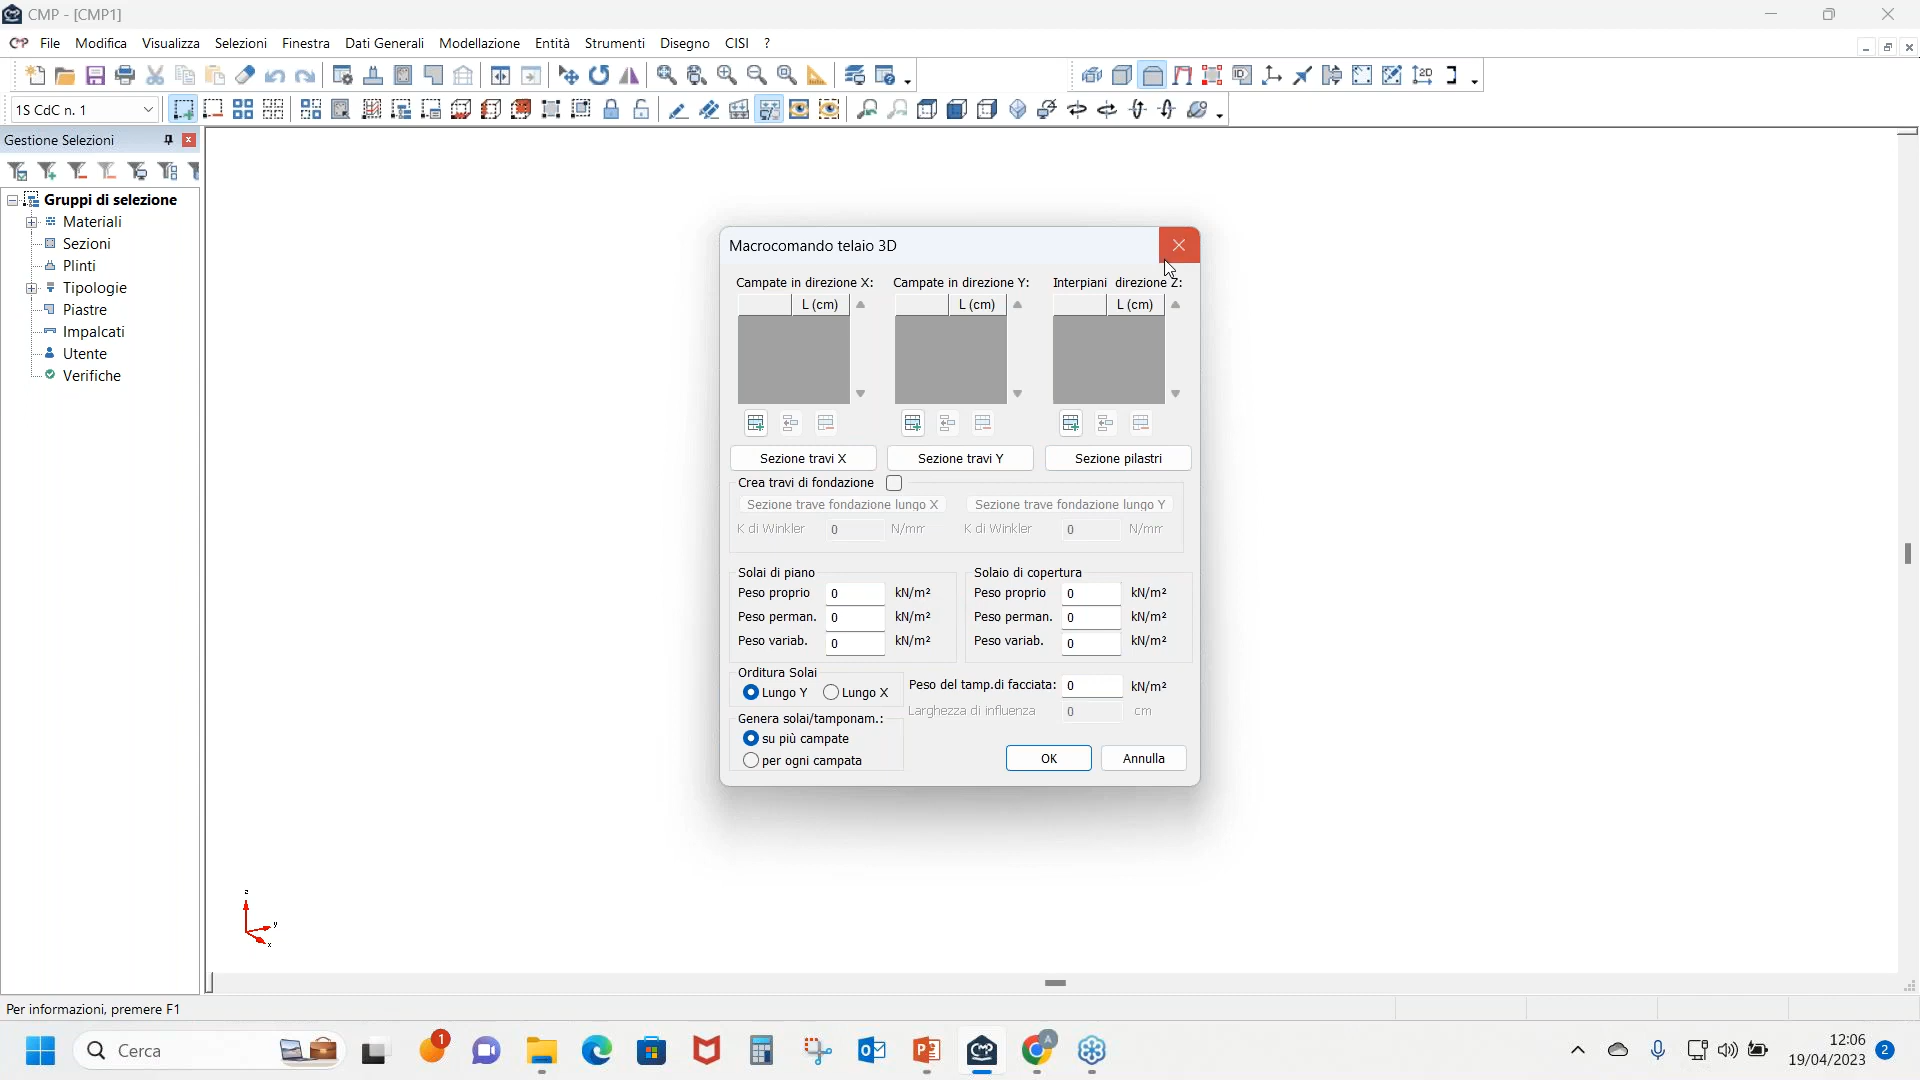 CMP - [CMP1]
File Modifica Visualizza Selezioni Finestra Dati Generali Modellazione Entità Strumenti Disegno CISI ?
1S CdC n. 1
Gestione Selezioni
Gruppi di selezione
Materiali
Sezioni
Plinti
Tipologie
Piastre
Impalcati
Utente
Verifiche
Macrocomando telaio 3D
Campate in direzione X: Campate in direzione Y: Interpiani direzione Z:
L (cm) L (cm) L (cm)
Sezione travi X Sezione travi Y Sezione pilastri
Crea travi di fondazione
Sezione trave fondazione lungo X Sezione trave fondazione lungo Y
K di Winkler 0 N/mm K di Winkler 0 N/mm
Solai di piano Solaio di copertura
Peso proprio 0 kN/m² Peso proprio 0 kN/m²
Peso perman. 0 kN/m² Peso perman. 0 kN/m²
Peso variab. 0 kN/m² Peso variab. 0 kN/m²
Orditura Solai
Lungo Y Lungo X Peso del tamp.di facciata: 0 kN/m²
Larghezza di influenza 0 cm
Genera solai/tamponam.:
su più campate
per ogni campata
OK Annulla
z
y
x
Per informazioni, premere F1
Cerca
1
A
12:06
19/04/2023
2